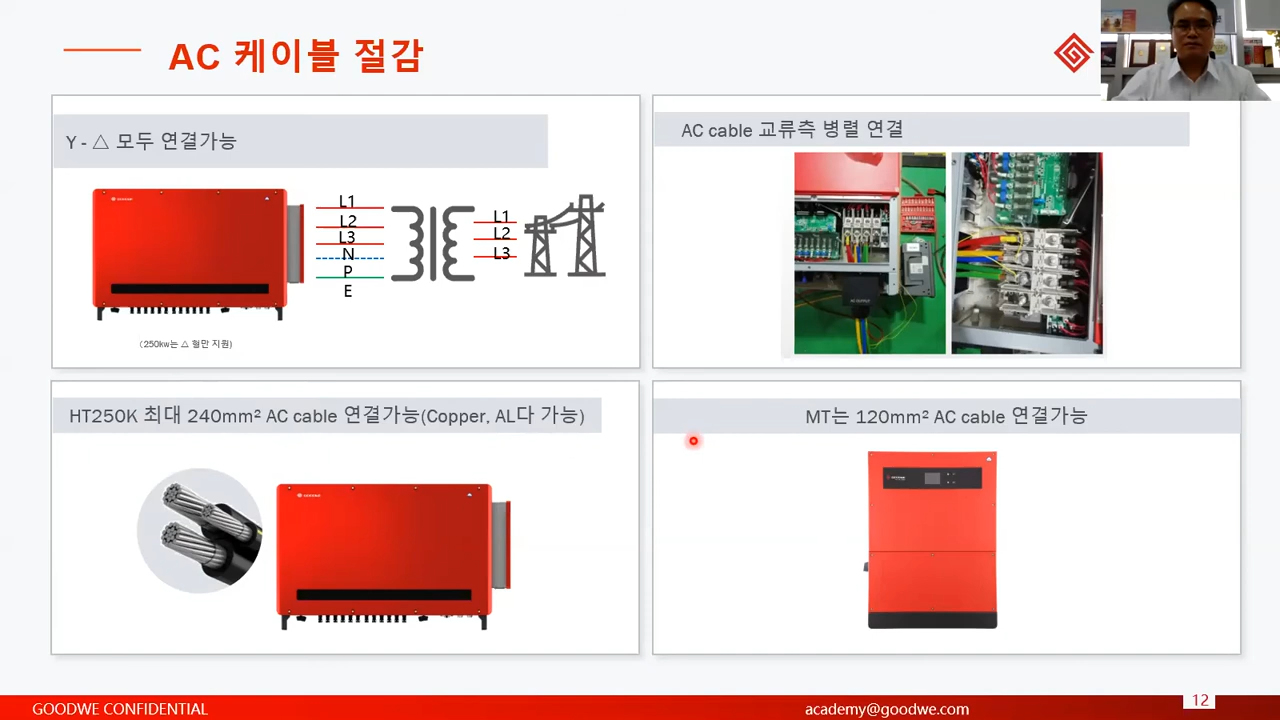 AC 케이블 절감
Y - △ 모두 연결가능
L1
L2
L3
N
P
E
L1
L2
L3
(250kw는 △ 형만 지원)
AC cable 교류측 병렬 연결
AC OUTPUT
HT250K 최대 240mm² AC cable 연결가능(Copper, AL다 가능)
MT는 120mm² AC cable 연결가능
GOODWE CONFIDENTIAL
academy@goodwe.com
12